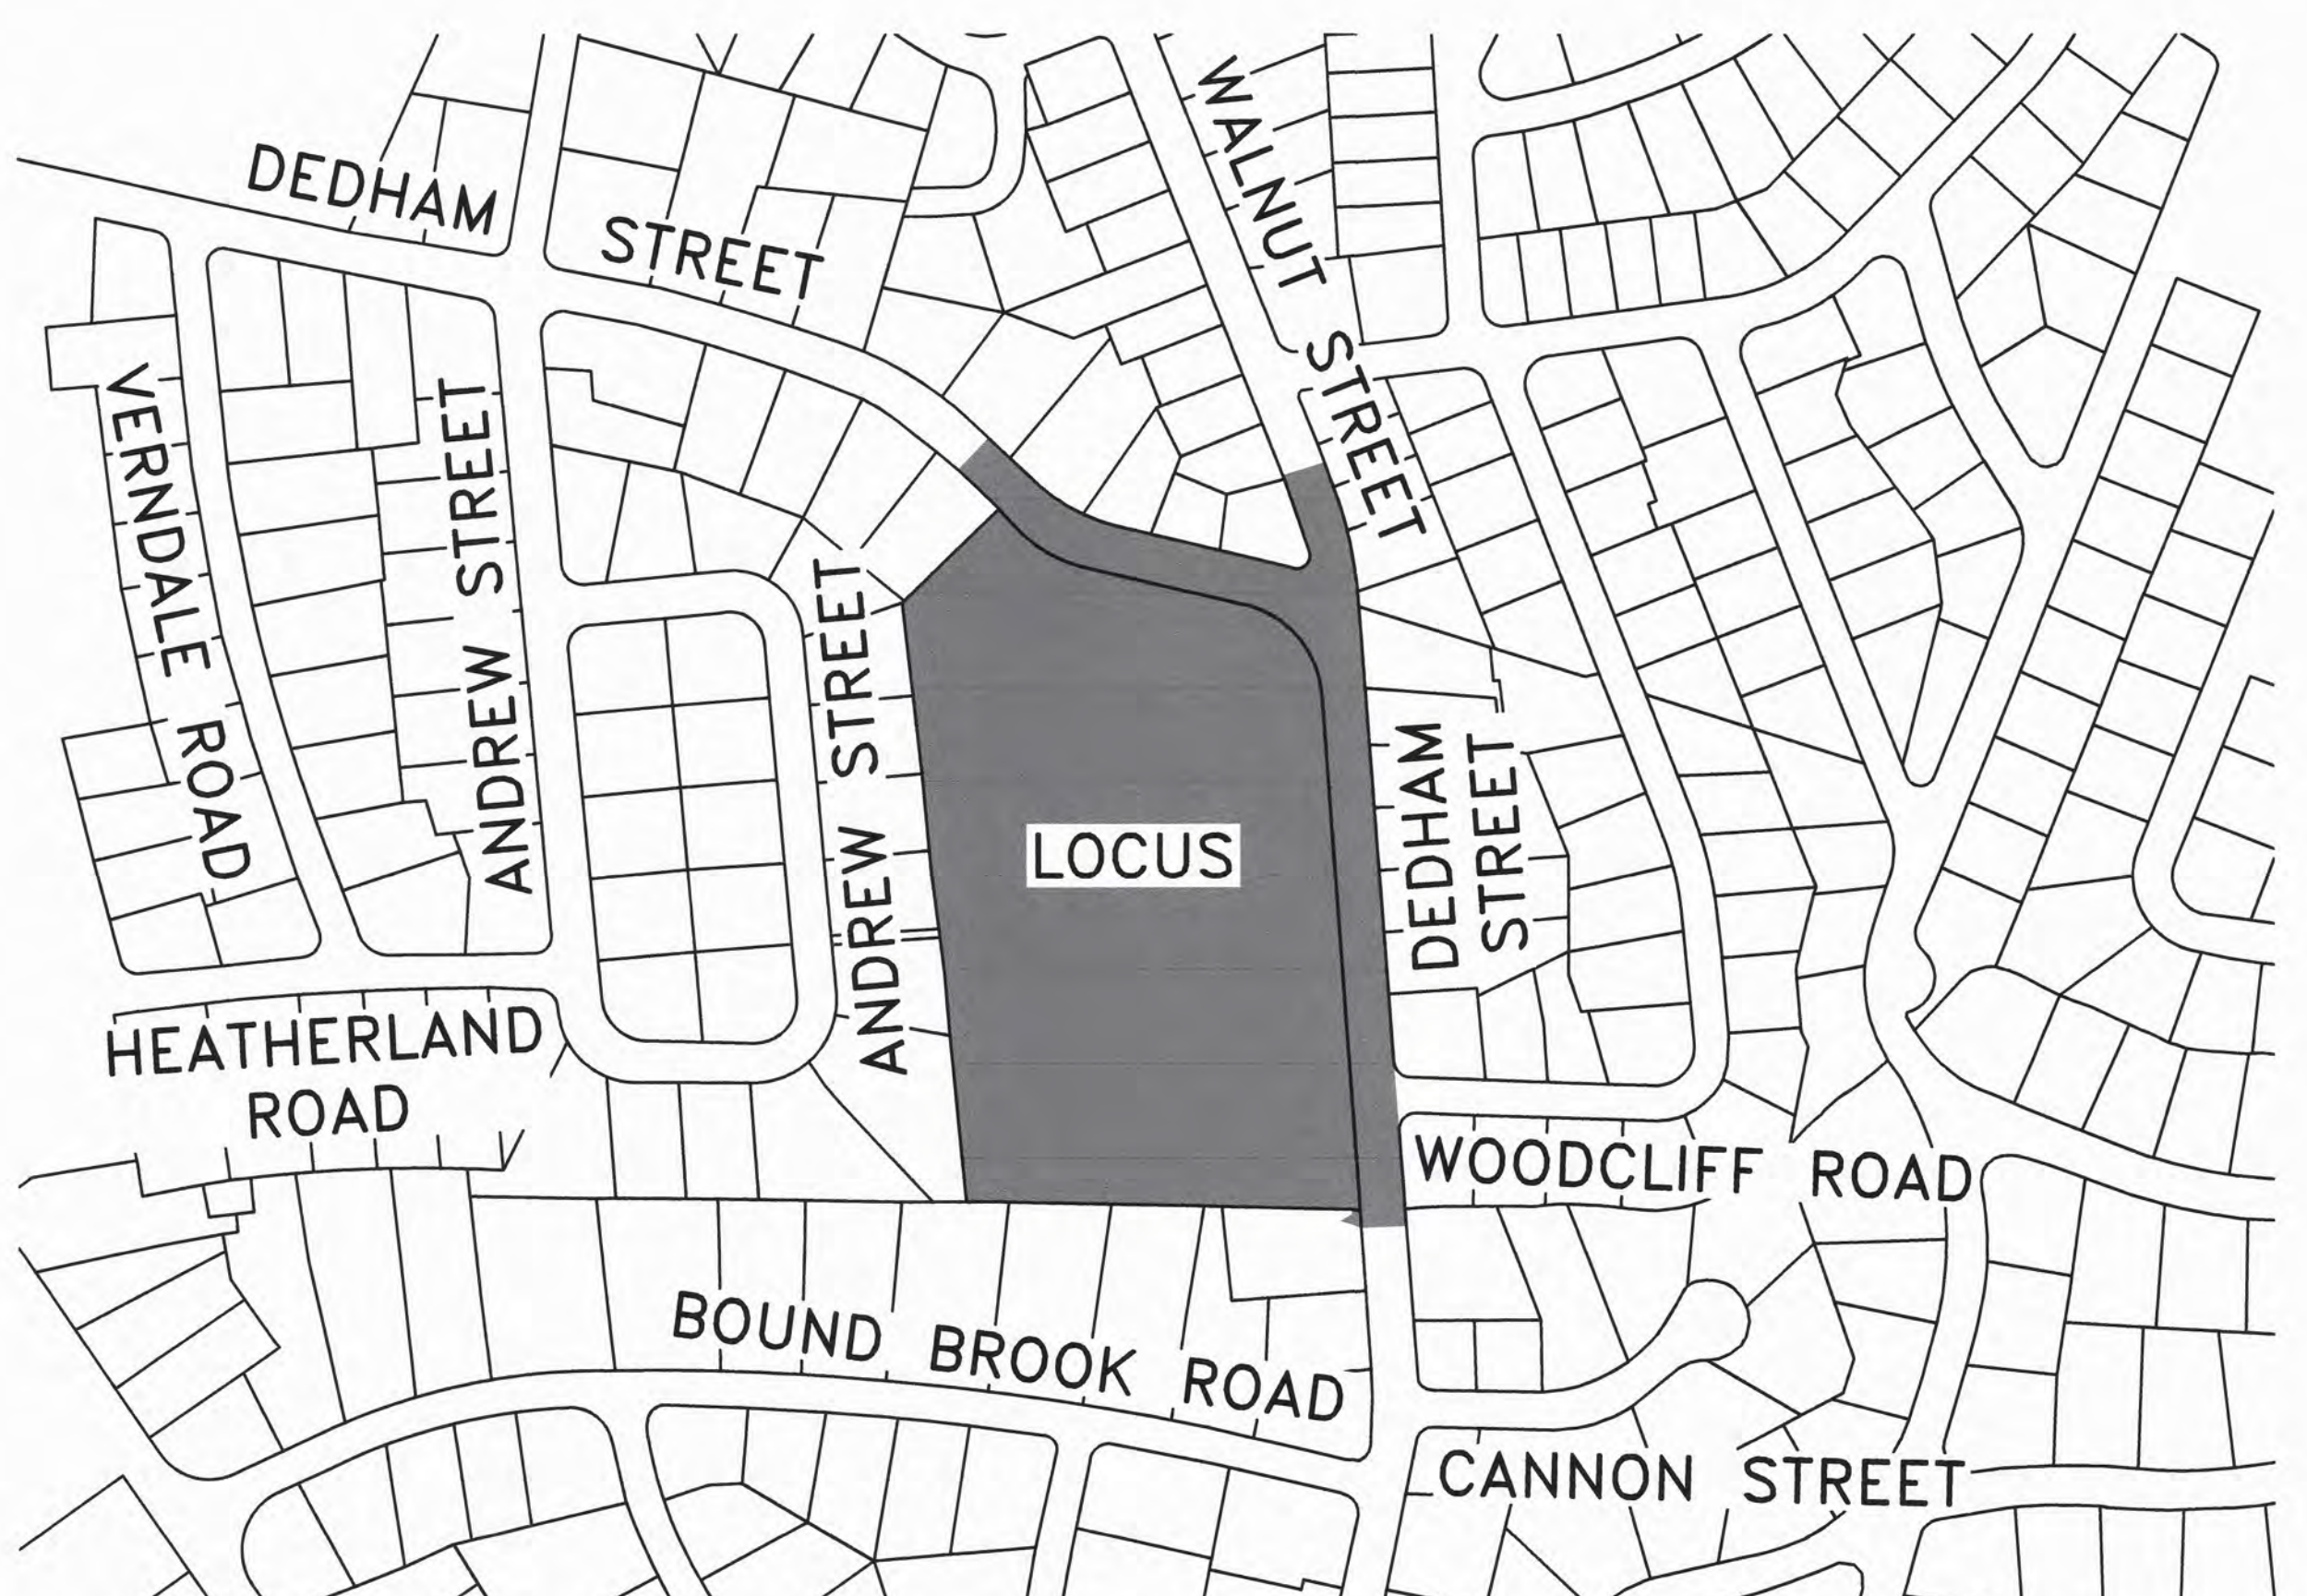 WALNUT STREET
DEDHAM STREET
VERNDALE ROAD
ANDREW STREET
ANDREW STREET
LOCUS
DEDHAM
STREET
HEATHERLAND
ROAD
WOODCLIFF ROAD
BOUND BROOK ROAD
CANNON STREET